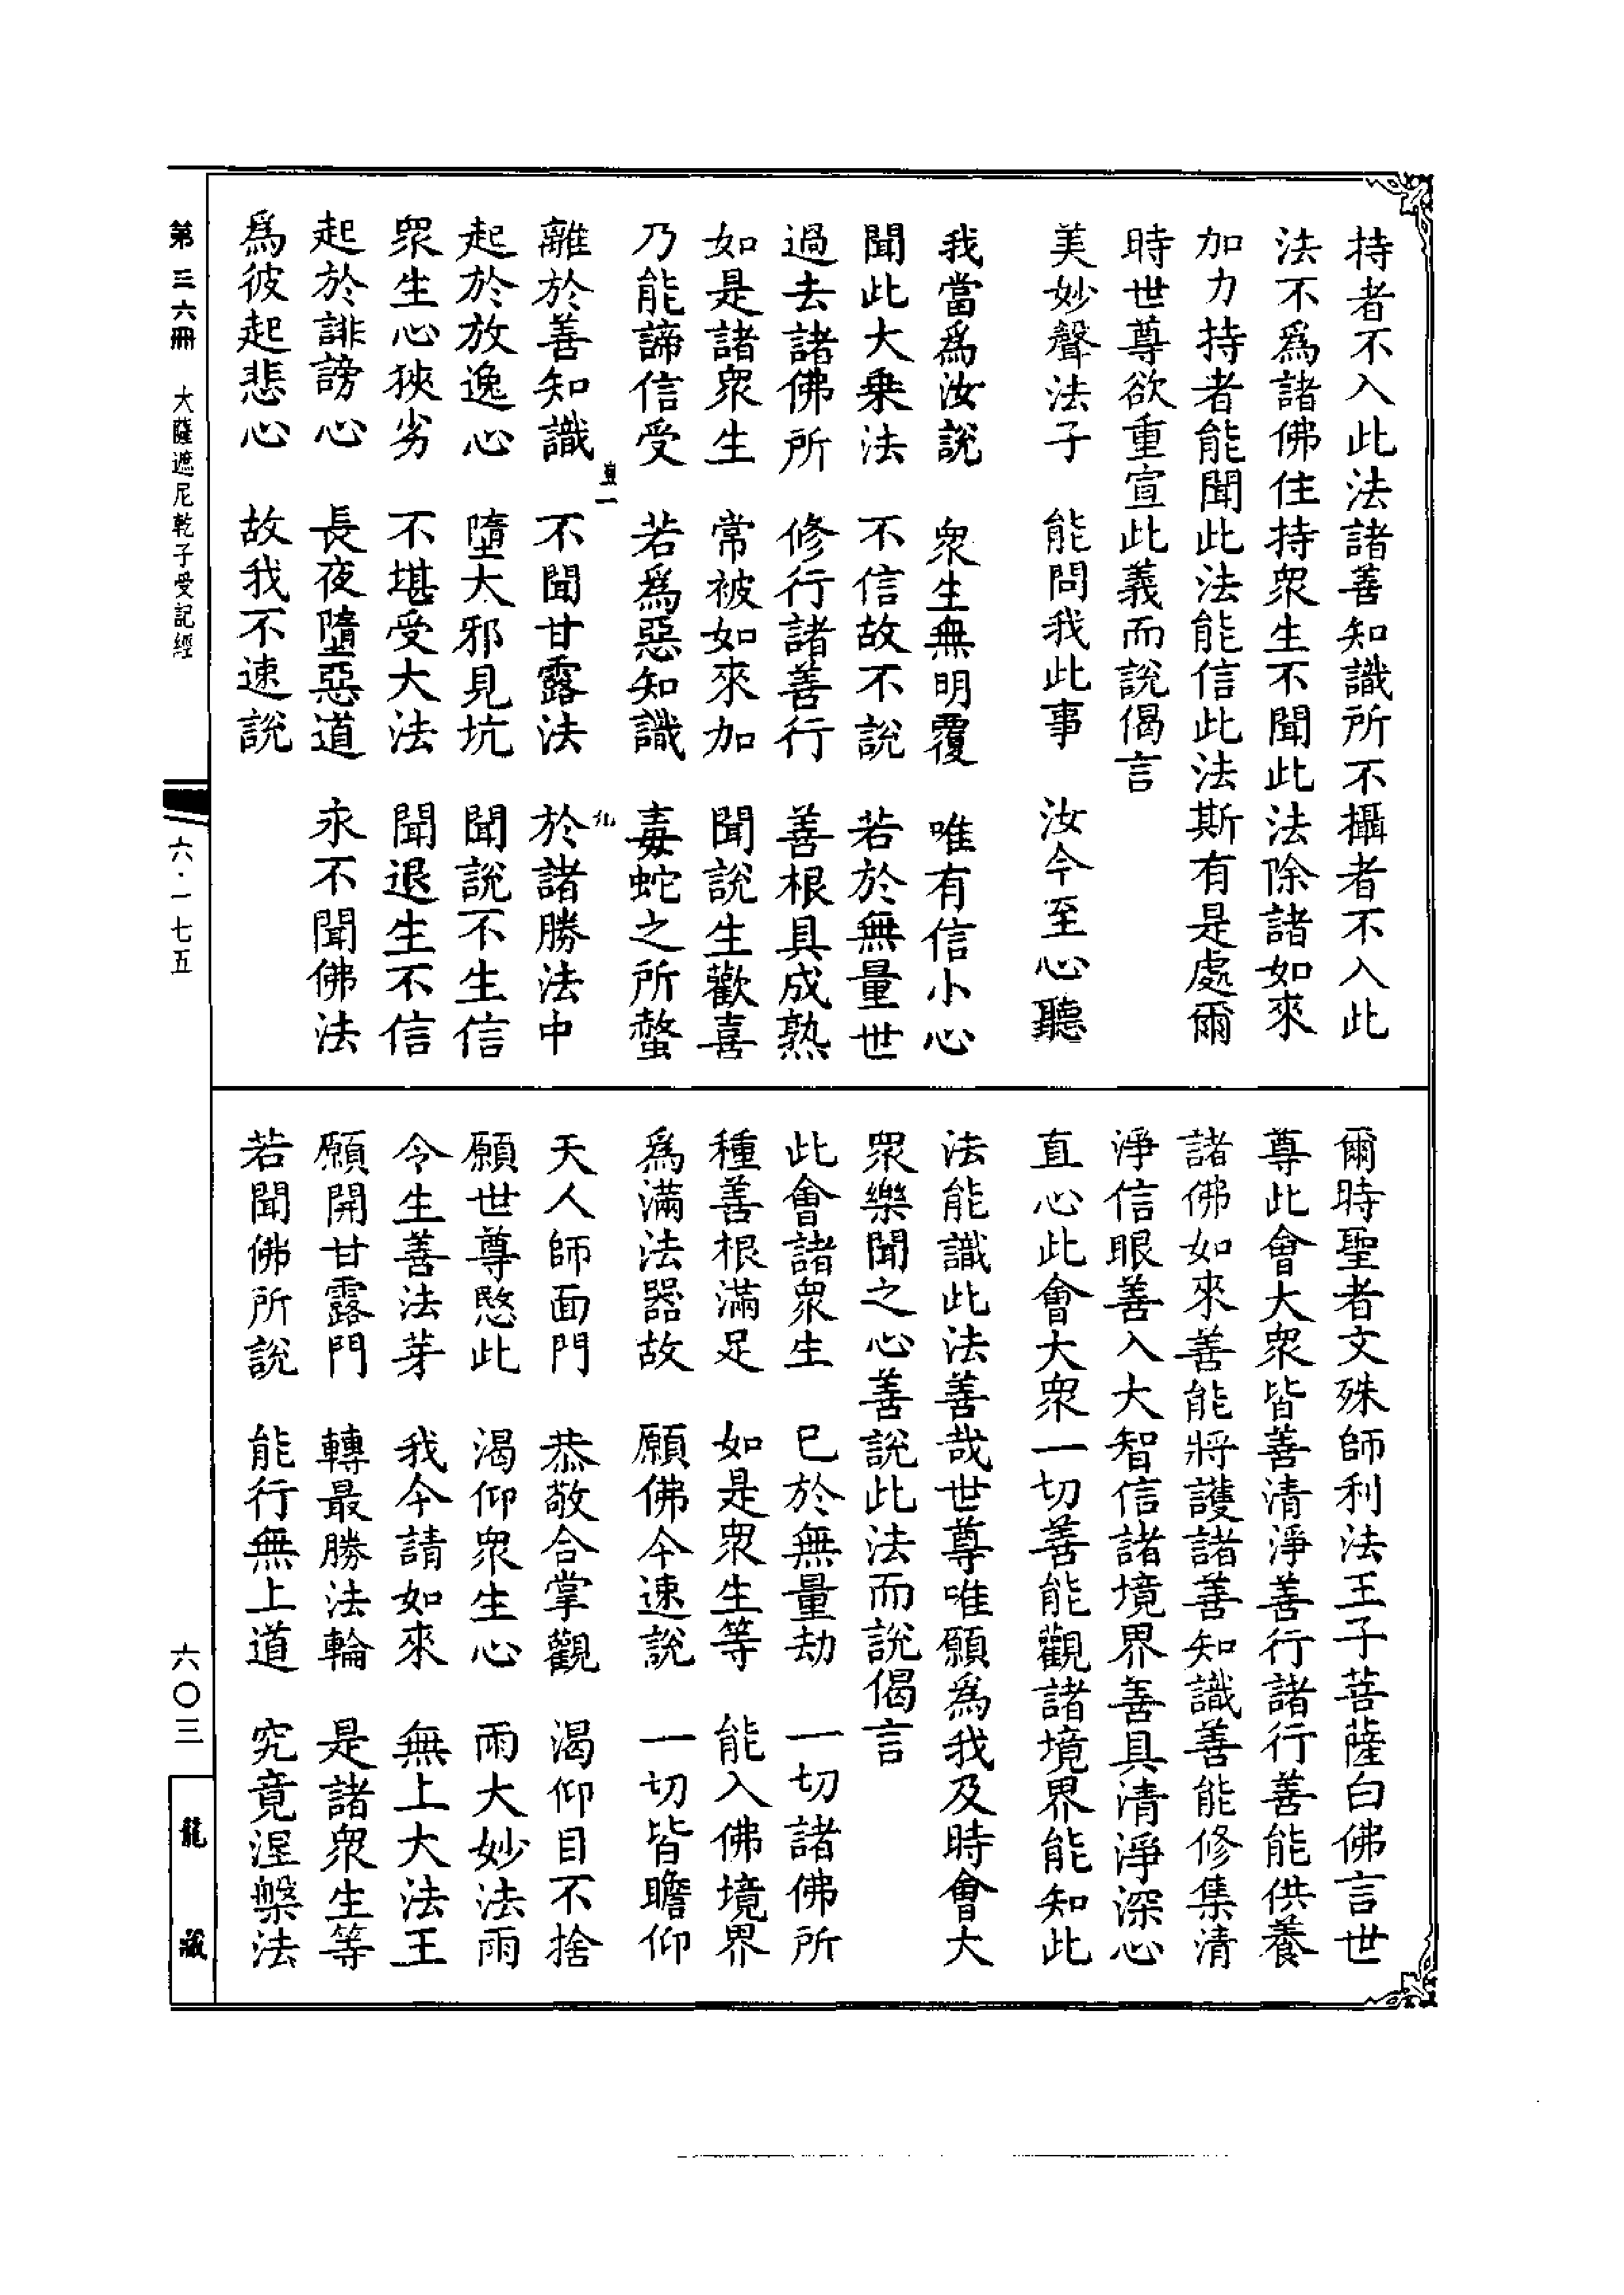 持者不入此法諸善知識所不攝者不入此
法不爲諸佛住持衆生不聞此法除諸如來
加力持者能聞此法能信此法斯有是處爾
時世尊欲重宣此義而說偈言
美妙聲法子　能問我此事　汝今至心聽
我當爲汝說　衆生無明覆　唯有信小心
聞此大乗法　不信故不說　若於無量世
過去諸佛所　修行諸善行　善根具成熟
如是諸衆生　常被如來加　聞說生歡喜
乃能諦信受　若爲惡知識　毒蛇之所螫
離於善知識　不聞甘露法　於諸勝法中
起於放逸心　墮大邪見坑　聞說不生信
衆生心狹劣　不堪受大法　聞退生不信
起於誹謗心　長夜墮惡道　永不聞佛法
爲彼起悲心　故我不速說
爾時聖者文殊師利法王子菩薩白佛言世
尊此會大衆皆善清淨善行諸行善能供養
諸佛如來善能將護諸善知識善能修集清
淨信眼善入大智信諸境界善具清淨深心
直心此會大衆一切善能觀諸境界能知此
法能識此法善哉世尊唯願爲我及時會大
衆樂聞之心善說此法而說偈言
此會諸衆生　已於無量劫　一切諸佛所
種善根滿足　如是衆生等　能入佛境界
爲滿法器故　願佛今速說　一切皆瞻仰
天人師面門　恭敬合掌觀　渴仰目不捨
願世尊愍此　渴仰衆生心　雨大妙法雨
令生善法芽　我今請如來　無上大法王
願開甘露門　轉最勝法輪　是諸衆生等
若聞佛所說　能行無上道　究竟涅槃法
第三六冊　大薩遮尼乾子受記經
六·一七五
六〇三
龍藏